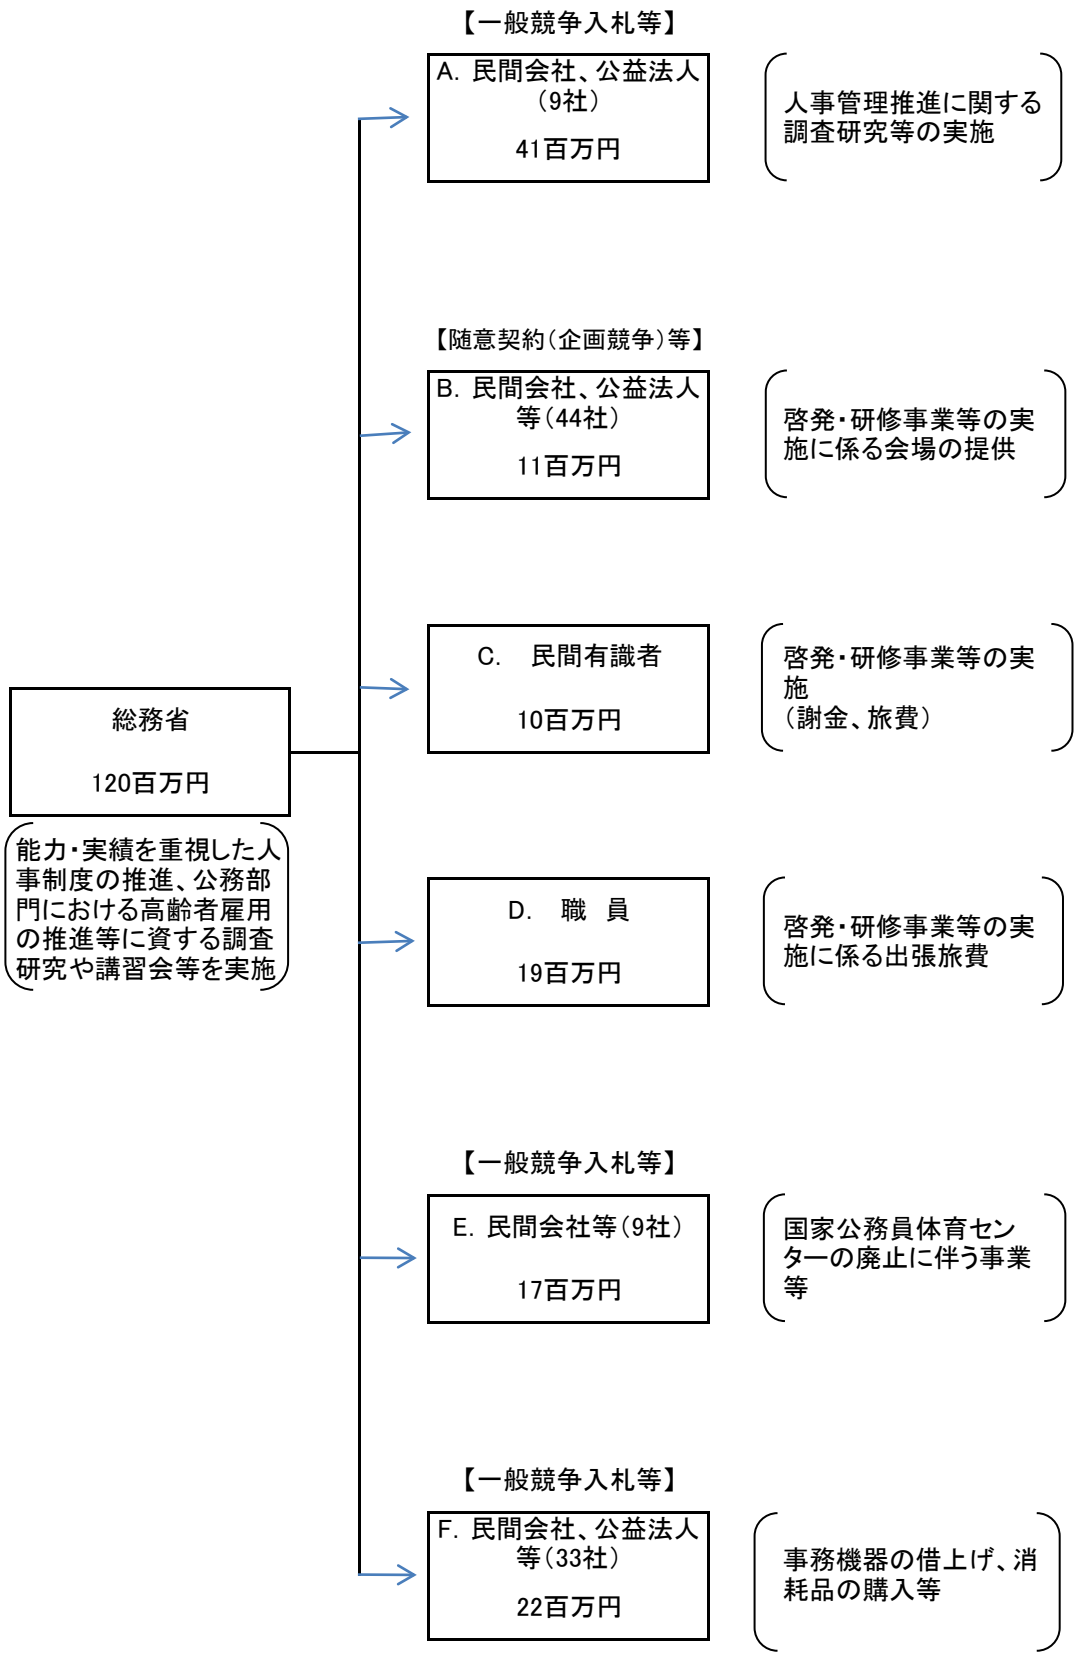 【一般競争入札等】
A. 民間会社、公益法人
（9社）
41百万円
人事管理推進に関する
調査研究等の実施
【随意契約（企画競争）等】
B. 民間会社、公益法人
等（44社）
11百万円
啓発・研修事業等の実
施に係る会場の提供
C.　民間有識者
10百万円
啓発・研修事業等の実
施
（謝金、旅費）
総務省
120百万円
能力・実績を重視した人
事制度の推進、公務部
門における高齢者雇用
の推進等に資する調査
研究や講習会等を実施
D.　職　員
19百万円
啓発・研修事業等の実
施に係る出張旅費
【一般競争入札等】
E. 民間会社等（9社）
17百万円
国家公務員体育セン
ターの廃止に伴う事業
等
【一般競争入札等】
F. 民間会社、公益法人
等（33社）
22百万円
事務機器の借上げ、消
耗品の購入等